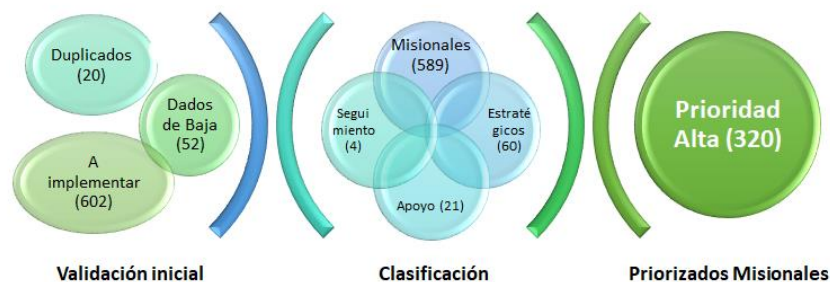 Duplicados
(20)
Dados
de Baja
(52)
A
implementar
(602)
Validación inicial
Misionales
(589)
Segui
miento
(4)
Estraté
gicos
(60)
Apoyo (21)
Clasificación
Prioridad
Alta (320)
Priorizados Misionales